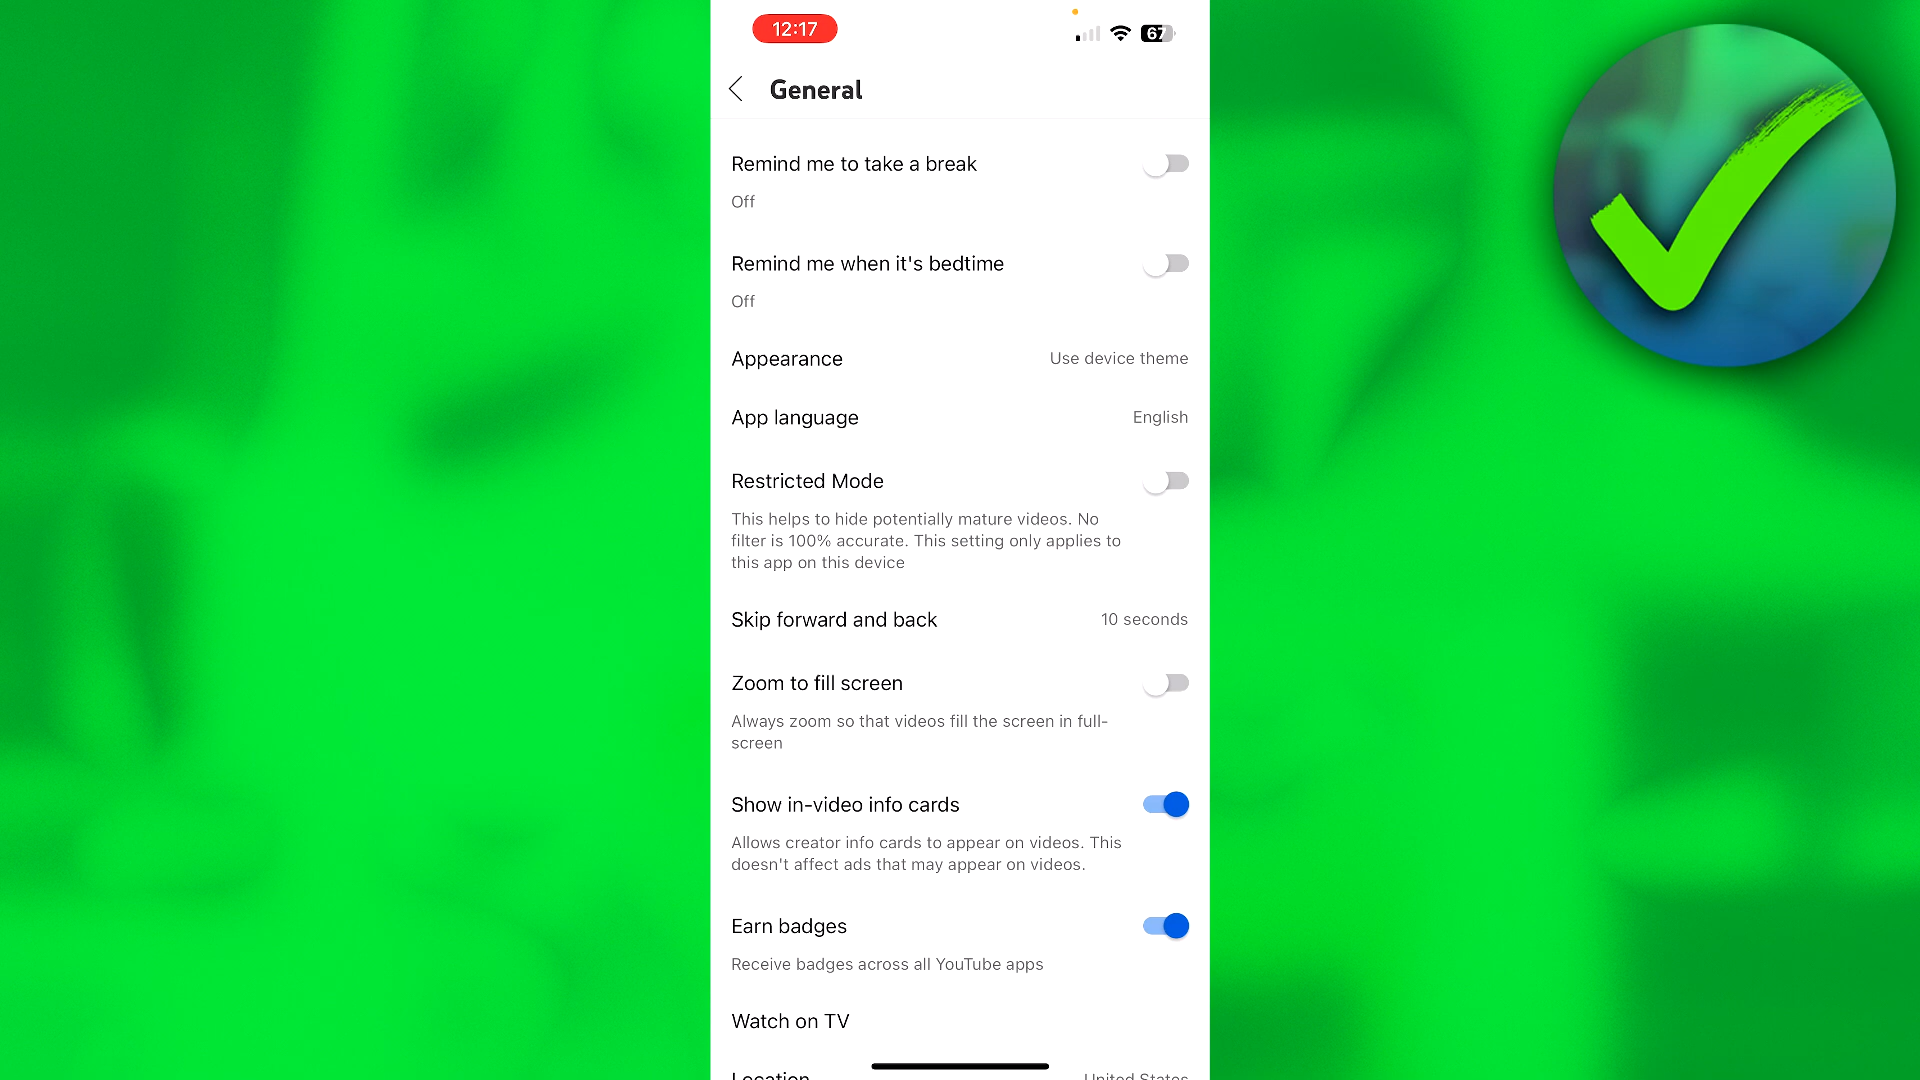 12:17
67
General
Remind me to take a break
Off
Remind me when it's bedtime
Off
Appearance
Use device theme
App language
English
Restricted Mode
This helps to hide potentially mature videos. No
filter is 100% accurate. This setting only applies to
this app on this device
Skip forward and back
10 seconds
Zoom to fill screen
Always zoom so that videos fill the screen in full-
screen
Show in-video info cards
Allows creator info cards to appear on videos. This
doesn't affect ads that may appear on videos.
Earn badges
Receive badges across all YouTube apps
Watch on TV
Location
United States